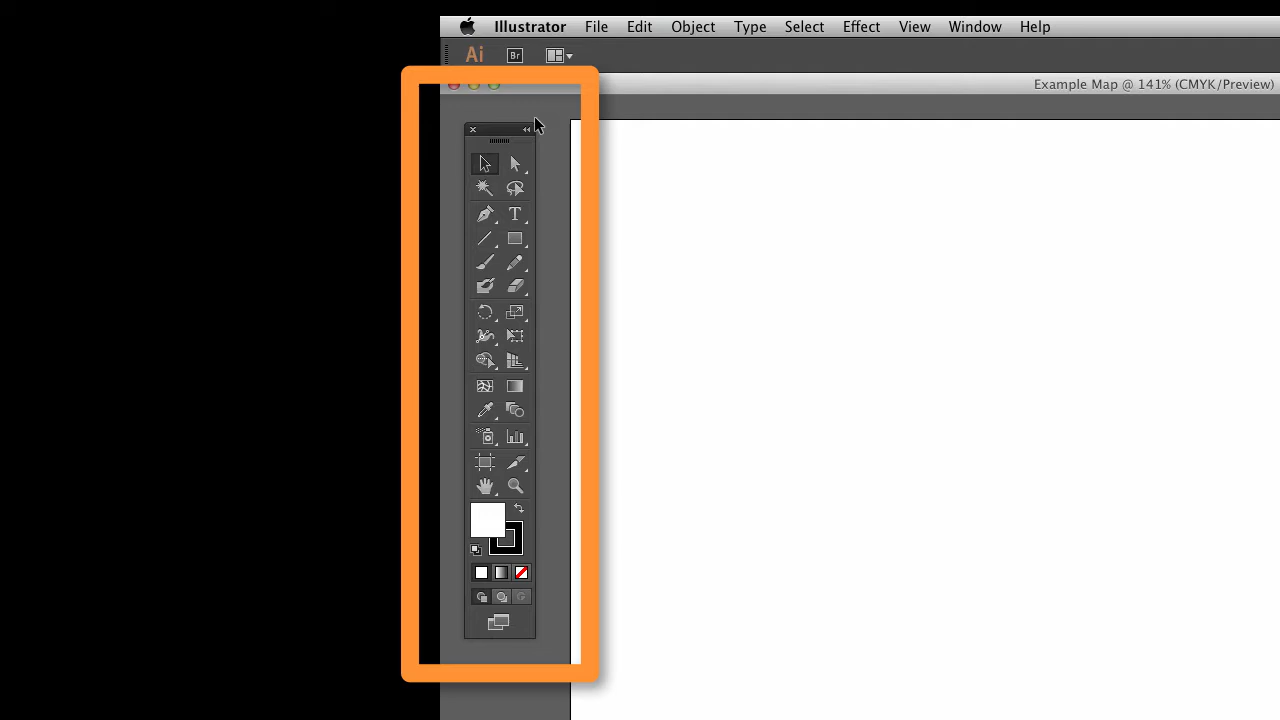 Illustrator File Edit Object Type Select Effect View Window Help
Ai Br
Example Map @ 141% (CMYK/Preview)
T